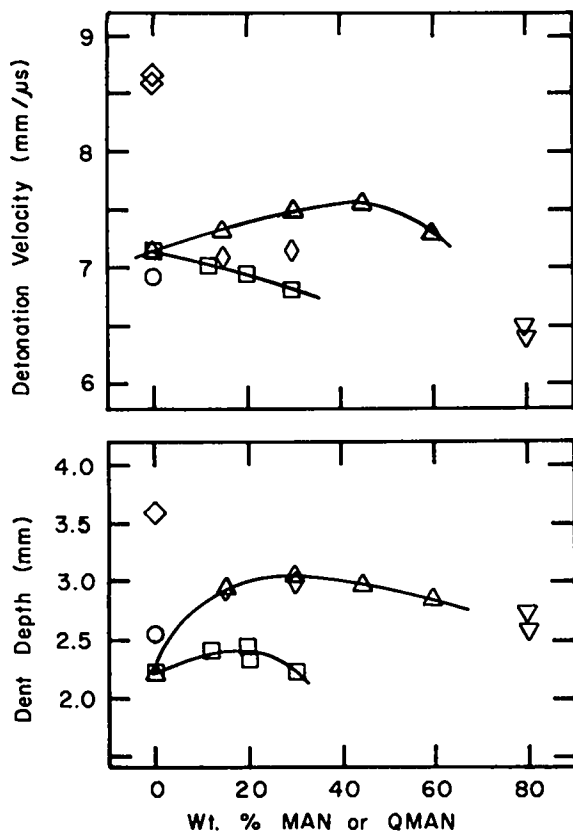 Detonation Velocity (mm/μs)
9
8
7
6
Dent Depth (mm)
4.0
3.5
3.0
2.5
2.0
0 20 40 60 80
Wt. % MAN or QMAN